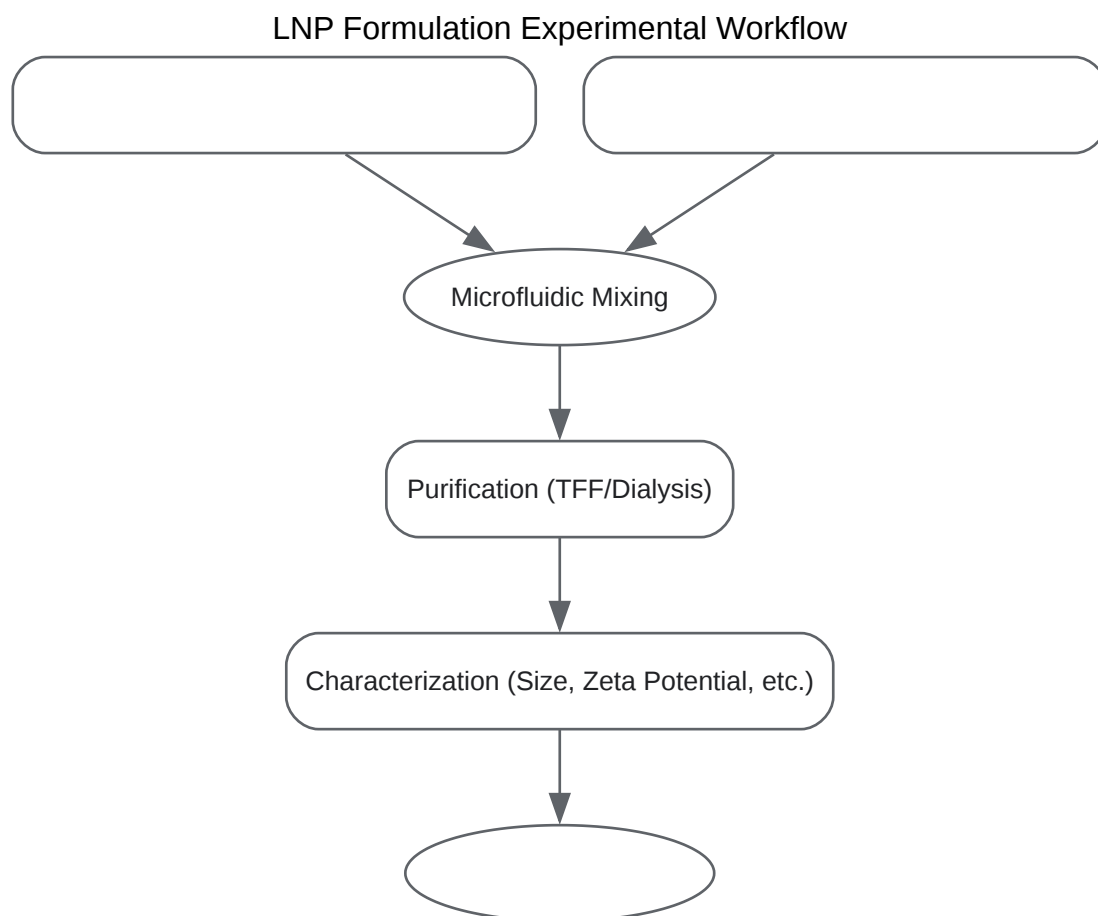 LNP Formulation Experimental Workflow
Microfluidic Mixing
Purification (TFF/Dialysis)
Characterization (Size, Zeta Potential, etc.)